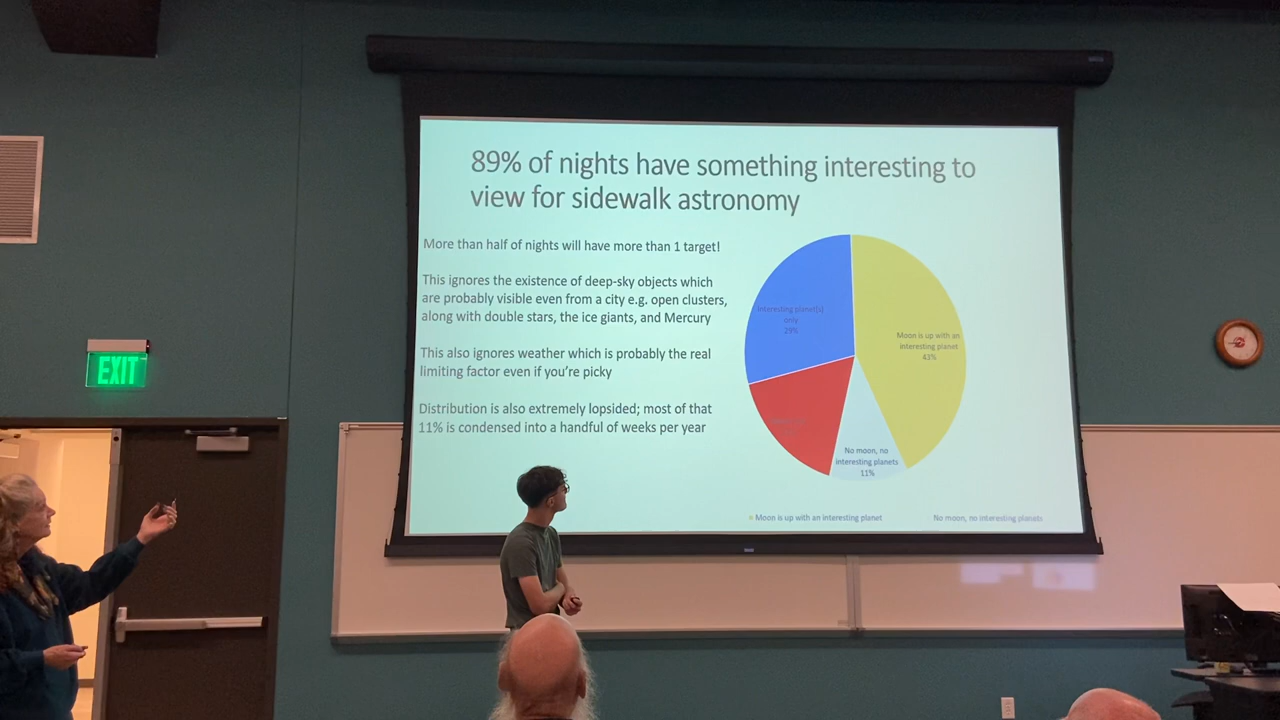 89% of nights have something interesting to
view for sidewalk astronomy
More than half of nights will have more than 1 target!
This ignores the existence of deep-sky objects which
are probably visible even from a city e.g. open clusters,
along with double stars, the ice giants, and Mercury
This also ignores weather which is probably the real
limiting factor even if you're picky
Distribution is also extremely lopsided; most of that
11% is condensed into a handful of weeks per year
Interesting planet(s)
only
29%
Moon is up with an
interesting planet
43%
No moon, no
interesting planets
11%
Moon is up with an interesting planet
No moon, no interesting planets
EXIT